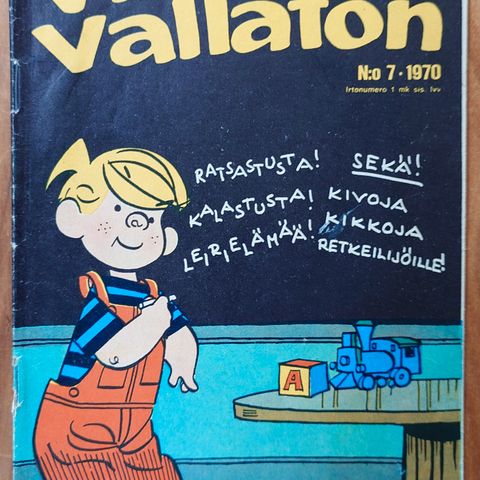 vallaton
N:o 7 • 1970
Irtonumero 1 mk sis. lvv
RATSASTUSTA!
KALASTUSTA!
LEIRIELÄMÄÄ!
SEKÄ!!
KIVOJA
KIKKOJA
RETKEILIJÖILLE!
A